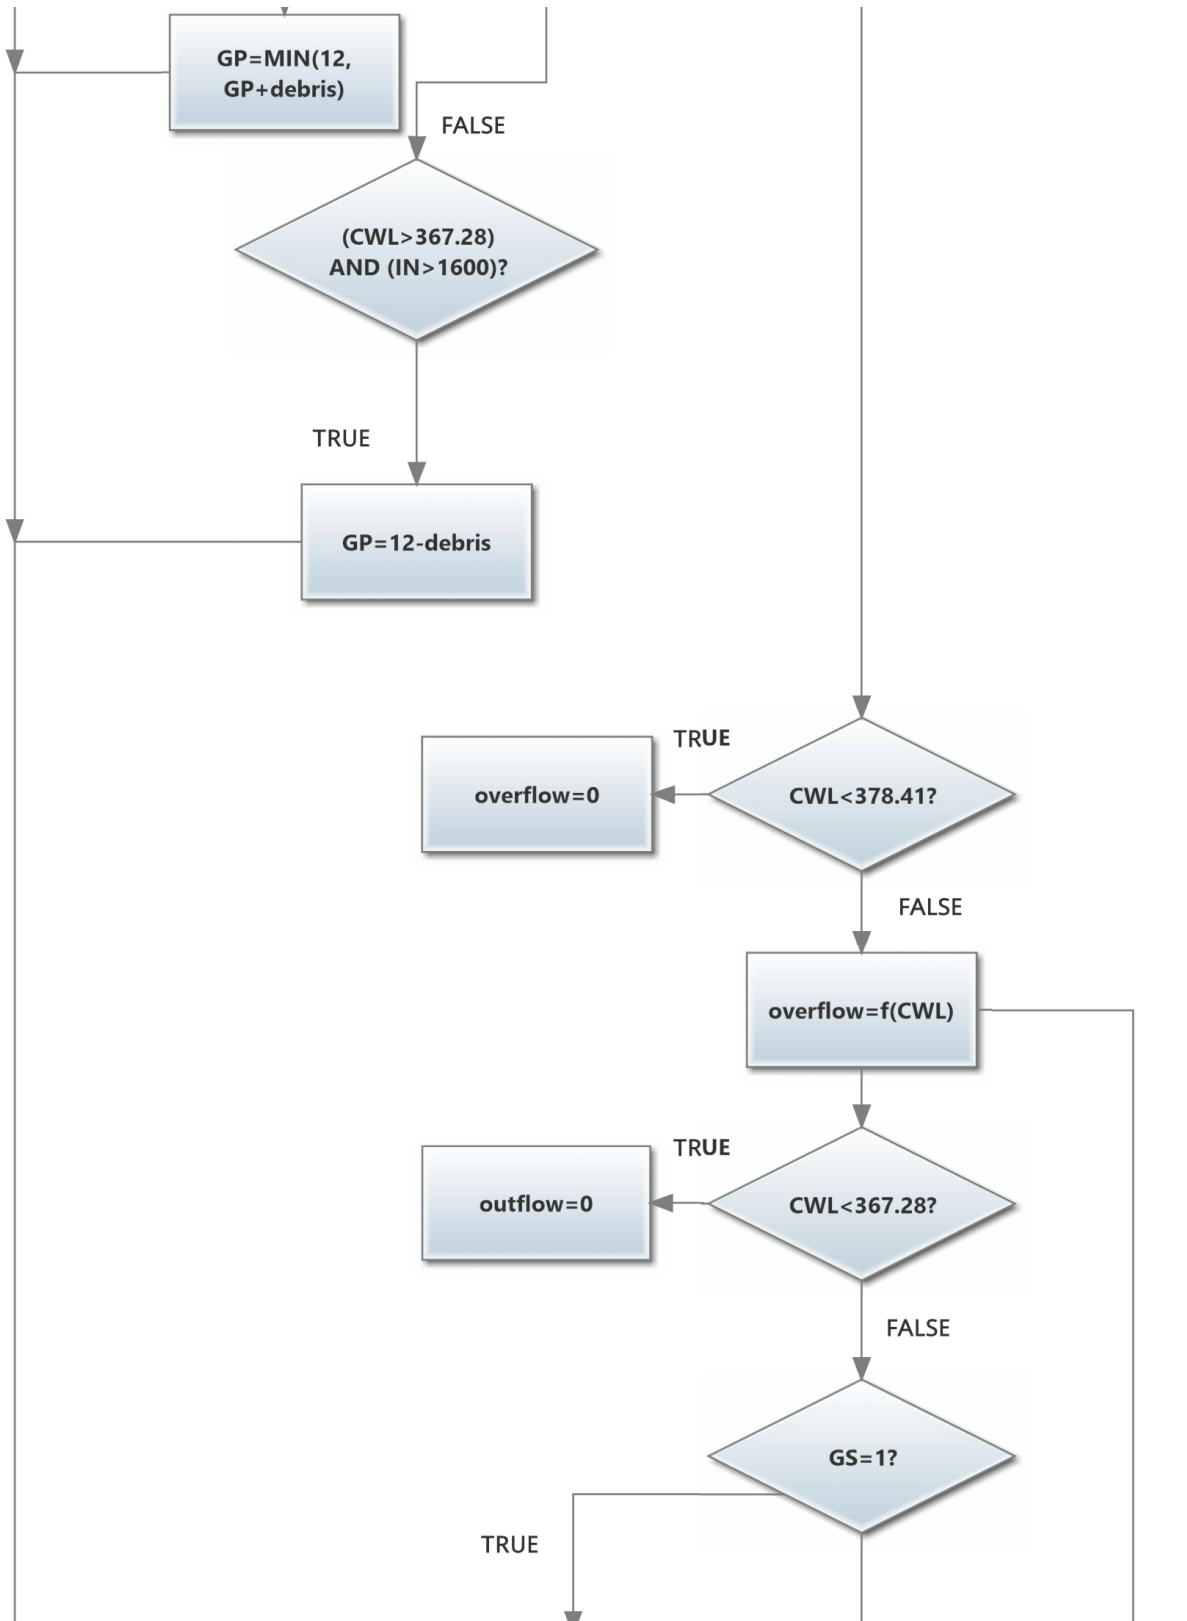 GP=MIN(12,
GP+debris)
FALSE
(CWL>367.28)
AND (IN>1600)?
TRUE
GP=12-debris
TRUE
overflow=0
CWL<378.41?
FALSE
overflow=f(CWL)
TRUE
outflow=0
CWL<367.28?
FALSE
GS=1?
TRUE